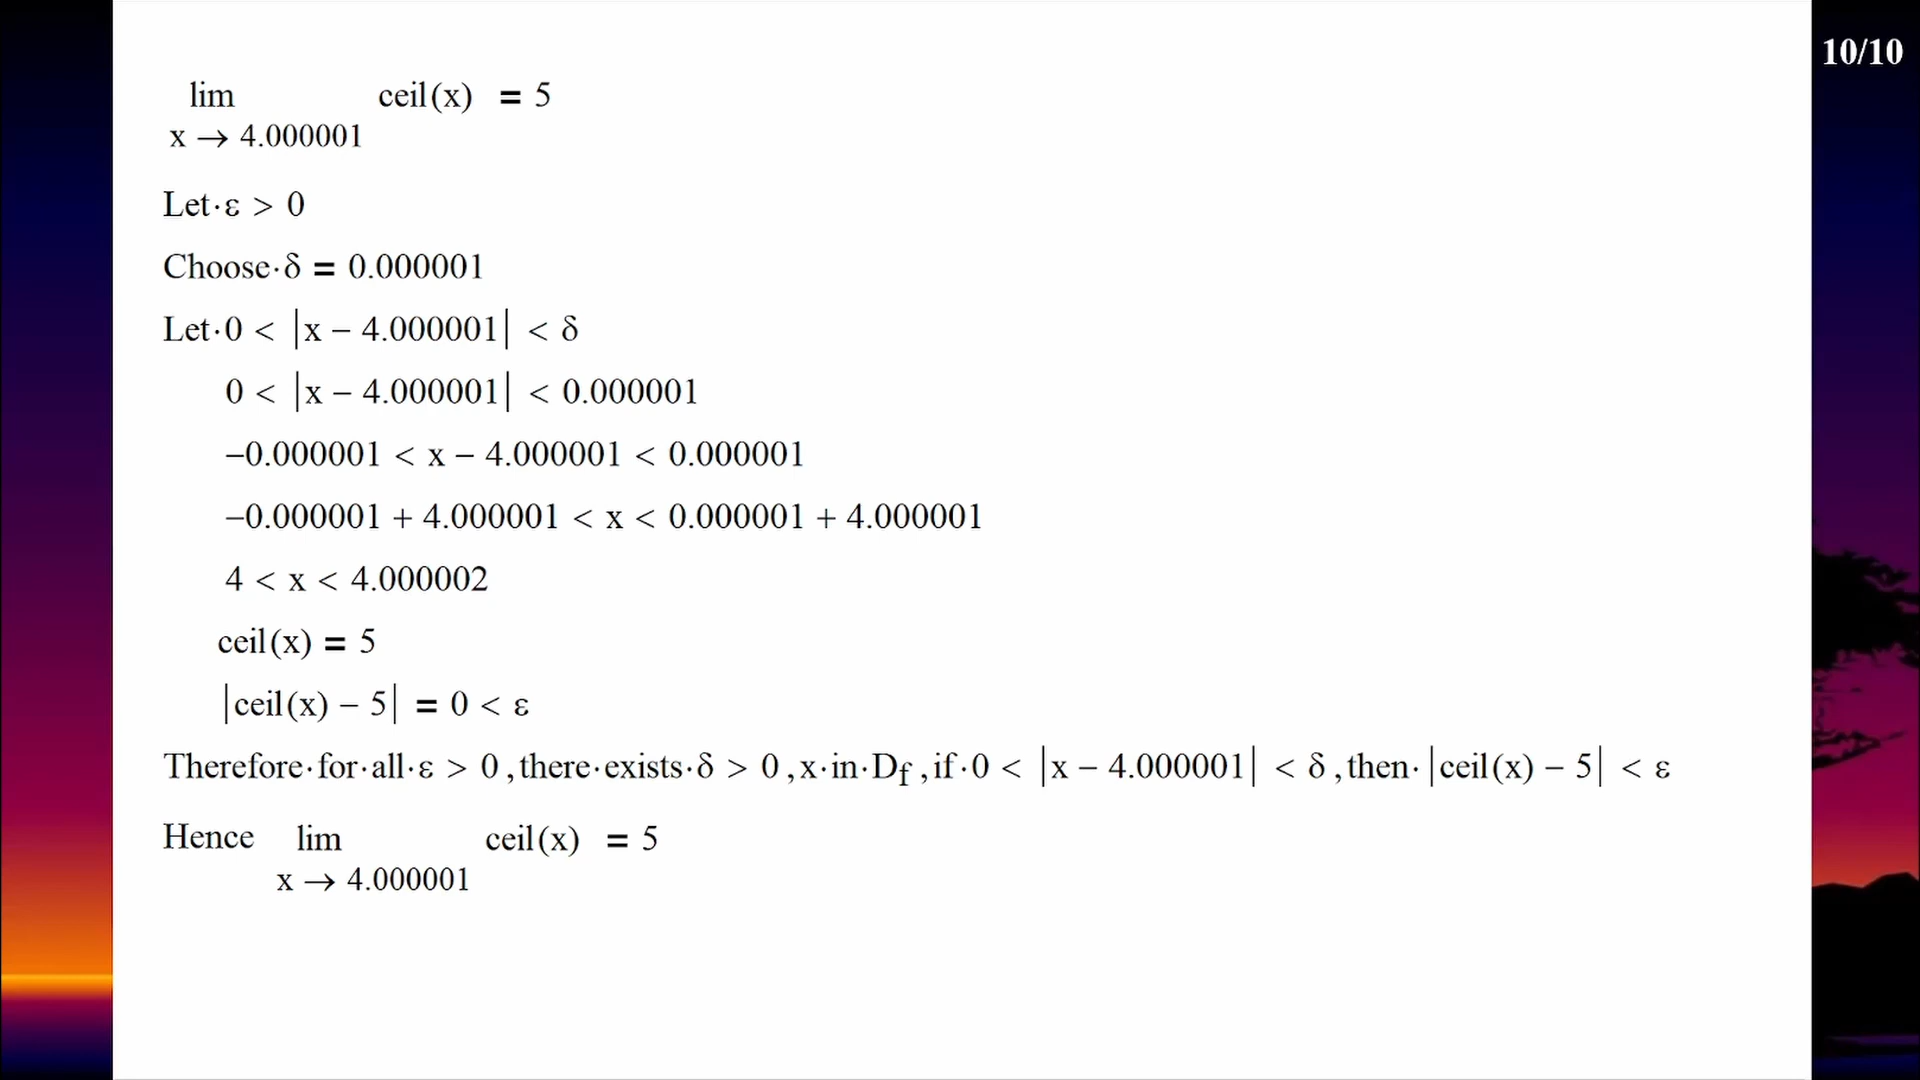 10/10
lim ceil(x) = 5
x → 4.000001
Let·ε > 0
Choose·δ = 0.000001
Let·0 < |x − 4.000001| < δ
0 < |x − 4.000001| < 0.000001
−0.000001 < x − 4.000001 < 0.000001
−0.000001 + 4.000001 < x < 0.000001 + 4.000001
4 < x < 4.000002
ceil(x) = 5
|ceil(x) − 5| = 0 < ε
Therefore·for·all·ε > 0 , there·exists·δ > 0 , x·in·D_f , if·0 < |x − 4.000001| < δ , then·|ceil(x) − 5| < ε
Hence lim ceil(x) = 5
x → 4.000001